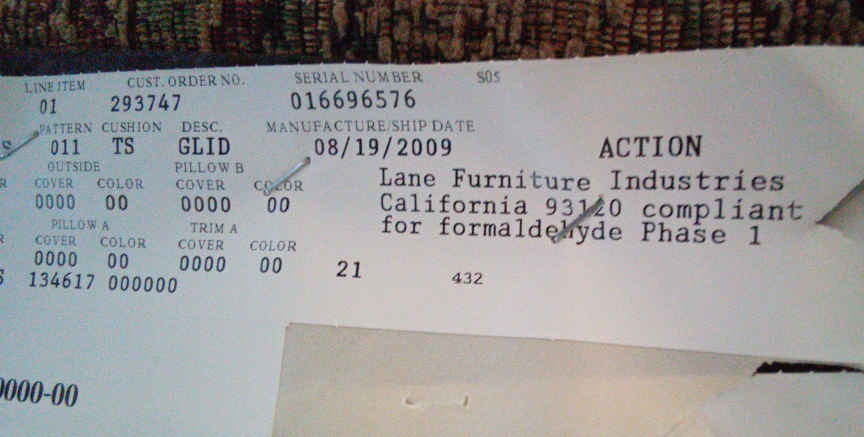 LINE ITEM CUST. ORDER NO. SERIAL NUMBER S05
01 293747 016696576
PATTERN CUSHION DESC. MANUFACTURE/SHIP DATE
S 011 TS GLID 08/19/2009 ACTION
OUTSIDE PILLOW B
R COVER COLOR COVER COLOR
0000 00 0000 00
Lane Furniture Industries
California 93120 compliant
for formaldehyde Phase 1
PILLOW A TRIM A
R COVER COLOR COVER COLOR
0000 00 0000 00
S 134617 000000 21 432
0000-00